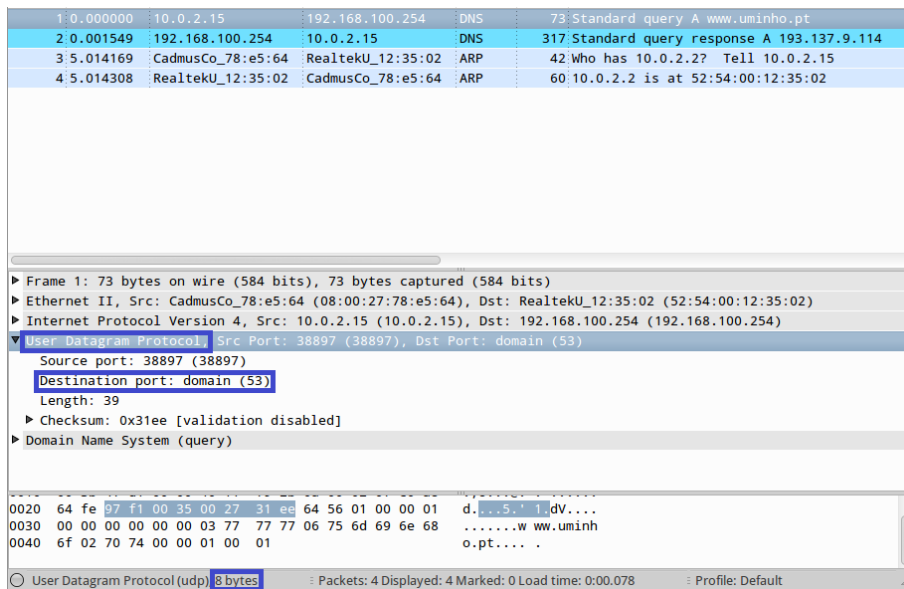 1 0.000000 10.0.2.15 192.168.100.254 DNS 73 Standard query A www.uminho.pt
2 0.001549 192.168.100.254 10.0.2.15 DNS 317 Standard query response A 193.137.9.114
3 5.014169 CadmusCo_78:e5:64 RealtekU_12:35:02 ARP 42 Who has 10.0.2.2? Tell 10.0.2.15
4 5.014308 RealtekU_12:35:02 CadmusCo_78:e5:64 ARP 60 10.0.2.2 is at 52:54:00:12:35:02
Frame 1: 73 bytes on wire (584 bits), 73 bytes captured (584 bits)
Ethernet II, Src: CadmusCo_78:e5:64 (08:00:27:78:e5:64), Dst: RealtekU_12:35:02 (52:54:00:12:35:02)
Internet Protocol Version 4, Src: 10.0.2.15 (10.0.2.15), Dst: 192.168.100.254 (192.168.100.254)
User Datagram Protocol, Src Port: 38897 (38897), Dst Port: domain (53)
Source port: 38897 (38897)
Destination port: domain (53)
Length: 39
Checksum: 0x31ee [validation disabled]
Domain Name System (query)
0020 64 fe 97 f1 00 35 00 27 31 ee 64 56 01 00 00 01 d....5.' 1.dV....
0030 00 00 00 00 00 00 03 77 77 77 06 75 6d 69 6e 68 .......w ww.uminh
0040 6f 02 70 74 00 00 01 00 01 o.pt.... .
User Datagram Protocol (udp) 8 bytes Packets: 4 Displayed: 4 Marked: 0 Load time: 0:00.078 Profile: Default